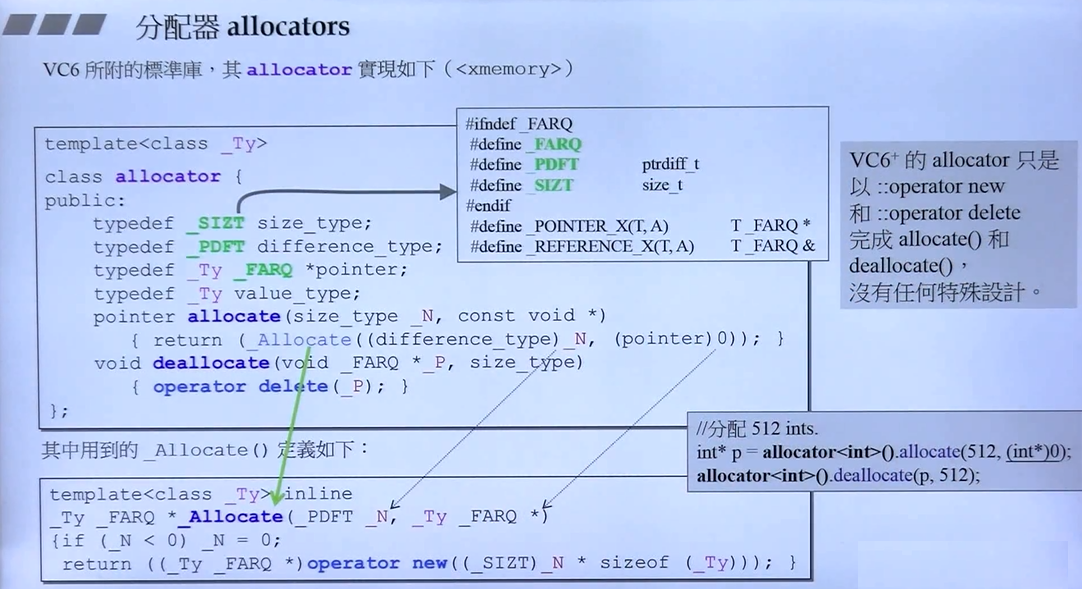 分配器 allocators
VC6 所附的標準庫，其 allocator 實現如下（<xmemory>）
template<class _Ty>
class allocator {
public:
typedef _SIZT size_type;
typedef _PDFT difference_type;
typedef _Ty _FARQ *pointer;
typedef _Ty value_type;
pointer allocate(size_type _N, const void *)
{ return (_Allocate((difference_type)_N, (pointer)0)); }
void deallocate(void _FARQ *_P, size_type)
{ operator delete(_P); }
};
#ifndef _FARQ
#define _FARQ
#define _PDFT ptrdiff_t
#define _SIZT size_t
#endif
#define _POINTER_X(T, A) T _FARQ *
#define _REFERENCE_X(T, A) T _FARQ &
VC6+ 的 allocator 只是
以 ::operator new
和 ::operator delete
完成 allocate() 和
deallocate()，
沒有任何特殊設計。
其中用到的 _Allocate() 定義如下：
//分配 512 ints.
int* p = allocator<int>().allocate(512, (int*)0);
allocator<int>().deallocate(p, 512);
template<class _Ty> inline
_Ty _FARQ *_Allocate(_PDFT _N, _Ty _FARQ *)
{if (_N < 0) _N = 0;
return ((_Ty _FARQ *)operator new((_SIZT)_N * sizeof (_Ty))); }